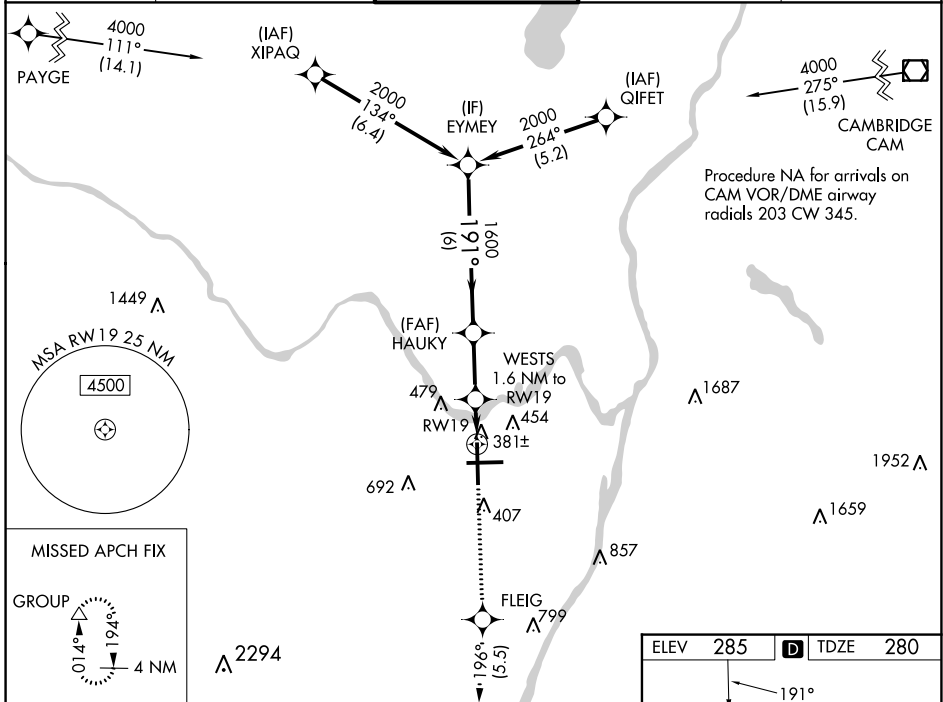 4000
111°
(14.1)
PAYGE
(IAF)
XIPAQ
2000
134°
(6.4)
(IF)
EYMEY
2000
264°
(5.2)
(IAF)
QIFET
4000
275°
(15.9)
CAMBRIDGE
CAM
Procedure NA for arrivals on
CAM VOR/DME airway
radials 203 CW 345.
1600
191°
(6)
1449
MSA RW19 25 NM
4500
(FAF)
HAUKY
WESTS
1.6 NM to
RW19
479
454
RW19
381±
1687
1952
1659
692
407
857
MISSED APCH FIX
GROUP
014°
194°
4 NM
2294
FLEIG
799
196°
(5.5)
ELEV 285 D TDZE 280
191°